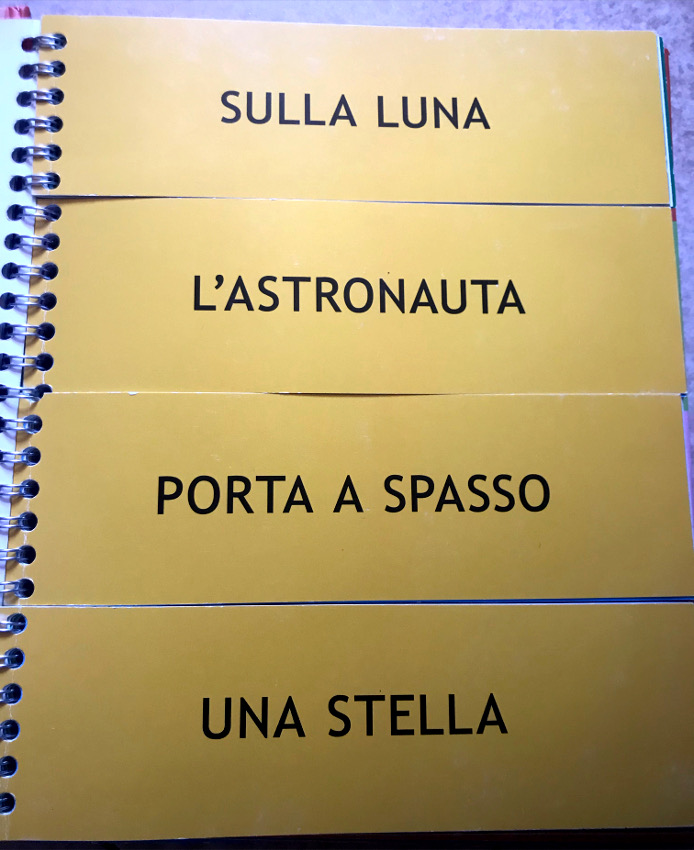 SULLA LUNA
L'ASTRONAUTA
PORTA A SPASSO
UNA STELLA